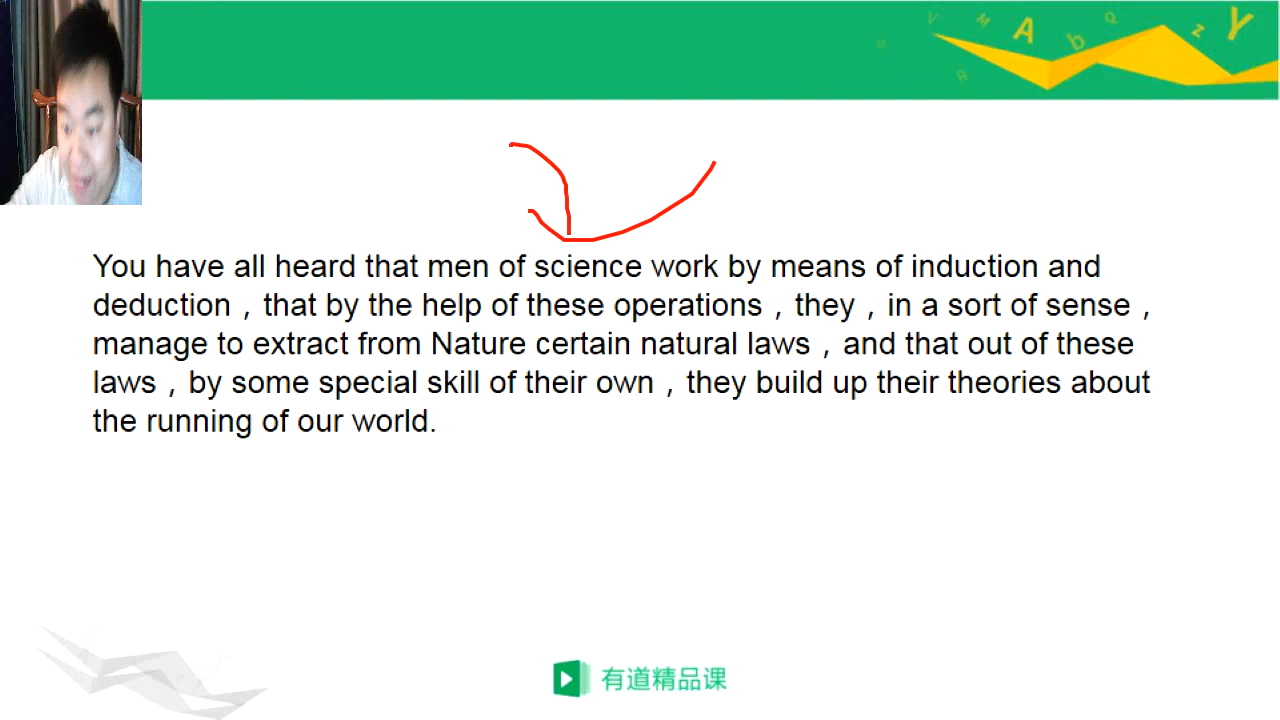 You have all heard that men of science work by means of induction and
deduction，that by the help of these operations，they，in a sort of sense，
manage to extract from Nature certain natural laws，and that out of these
laws，by some special skill of their own，they build up their theories about
the running of our world.
有道精品课